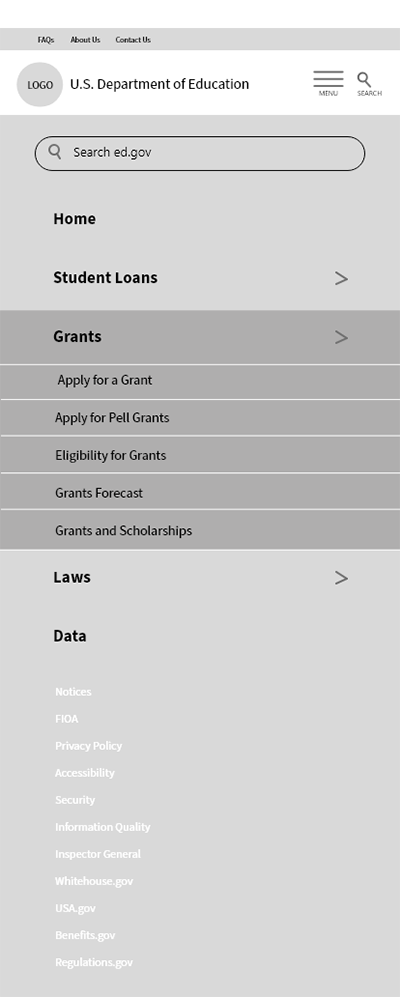 FAQs About Us Contact Us
LOGO U.S. Department of Education
MENU SEARCH
Search ed.gov
Home
Student Loans
Grants
Apply for a Grant
Apply for Pell Grants
Eligibility for Grants
Grants Forecast
Grants and Scholarships
Laws
Data
Notices
FIOA
Privacy Policy
Accessibility
Security
Information Quality
Inspector General
Whitehouse.gov
USA.gov
Benefits.gov
Regulations.gov